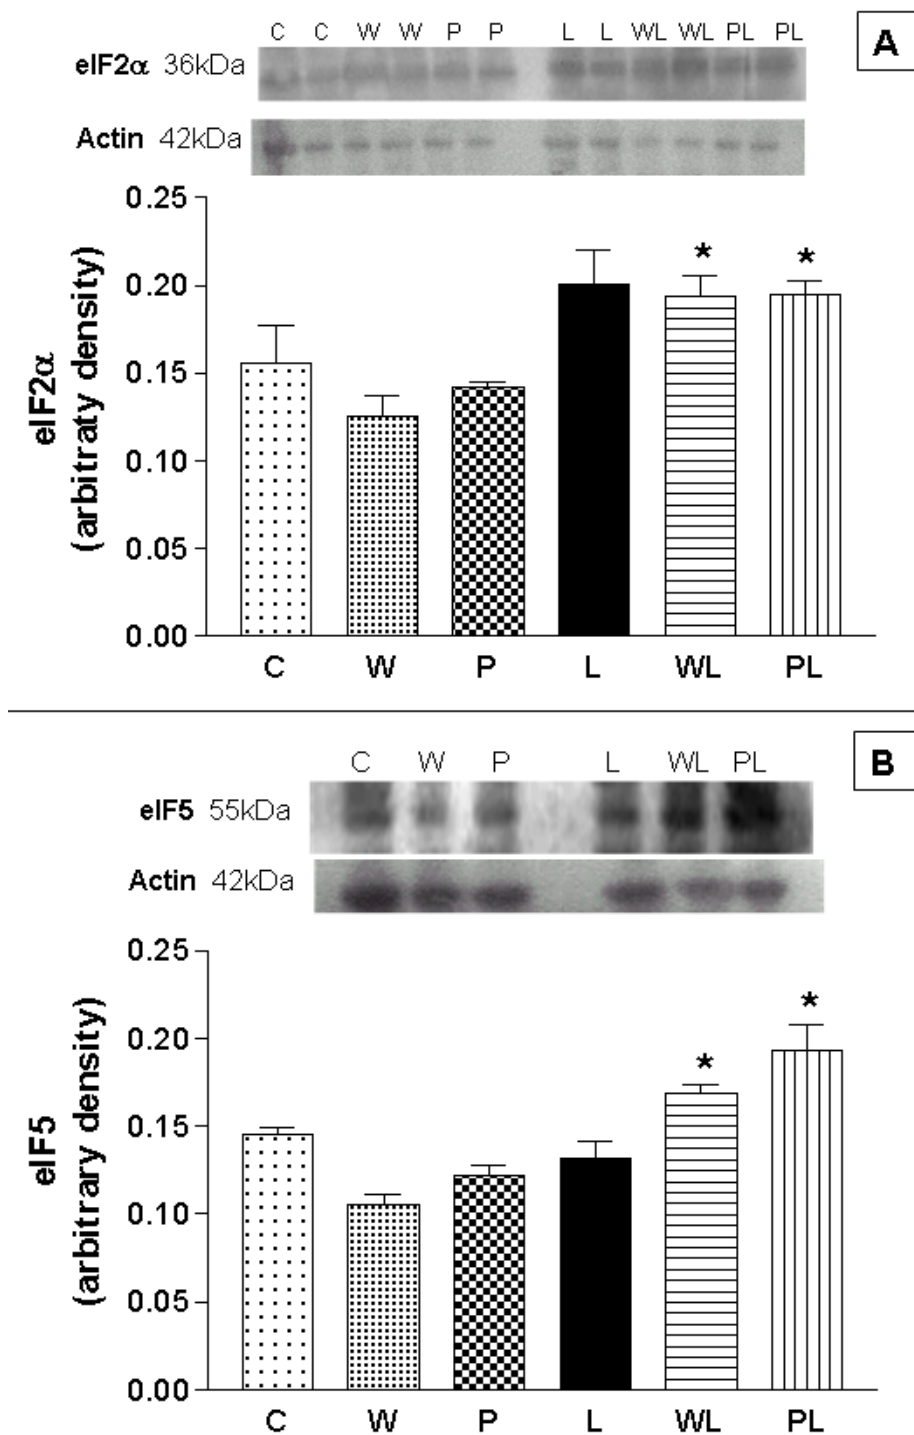 C C W W P P L L WL WL PL PL
A
eIF2α 36kDa
Actin 42kDa
0.25
0.20
0.15
0.10
0.05
0.00
eIF2α
(arbitraty density)
* *
C W P L WL PL
B
C W P L WL PL
eIF5 55kDa
Actin 42kDa
0.25
0.20
0.15
0.10
0.05
0.00
eIF5
(arbitrary density)
* *
C W P L WL PL